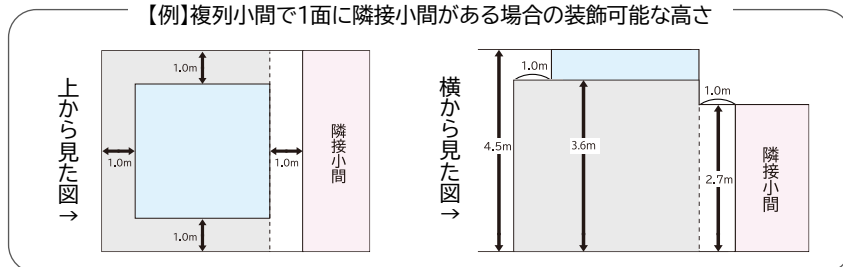 【例】複列小間で1面に隣接小間がある場合の装飾可能な高さ
上から見た図→
1.0m
1.0m
1.0m
1.0m
隣接小間
横から見た図→
1.0m
1.0m
4.5m
3.6m
2.7m
隣接小間